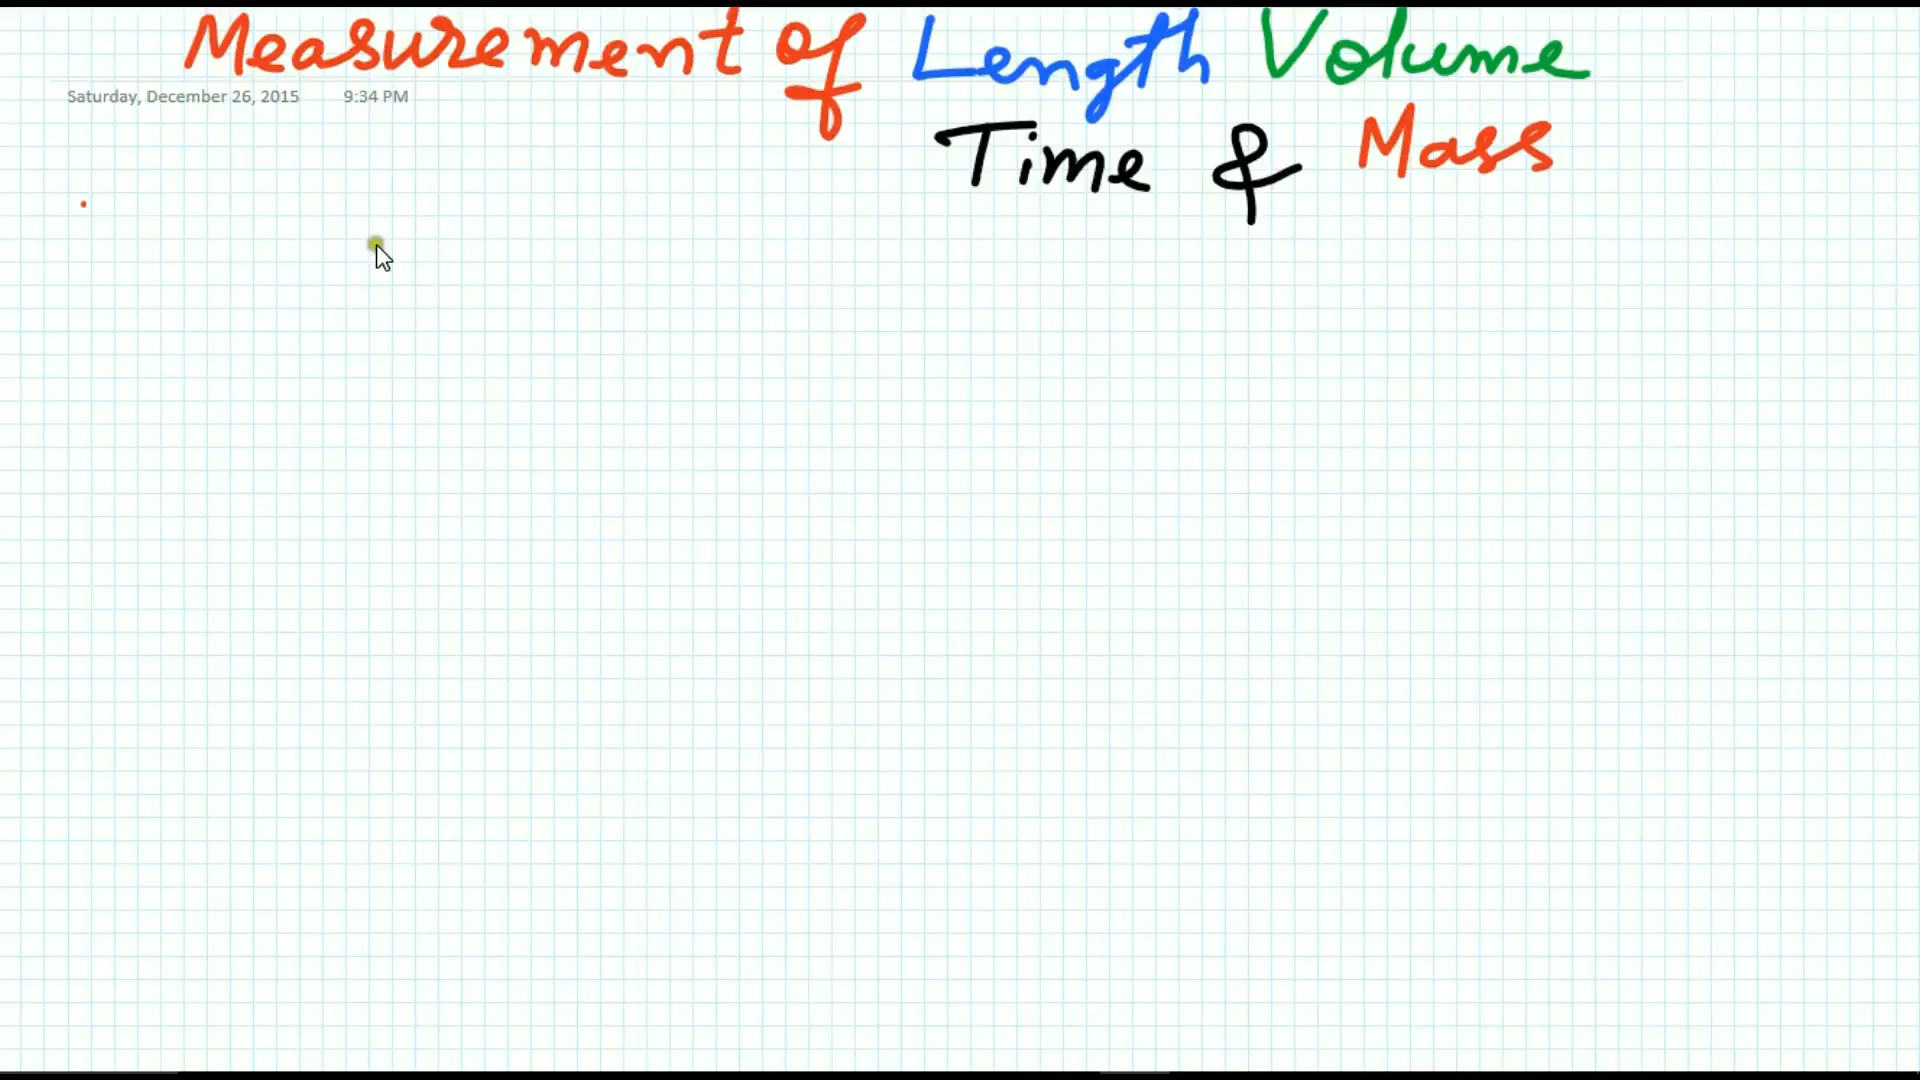 Measurement of Length Volume
Saturday, December 26, 2015 9:34 PM
Time & Mass